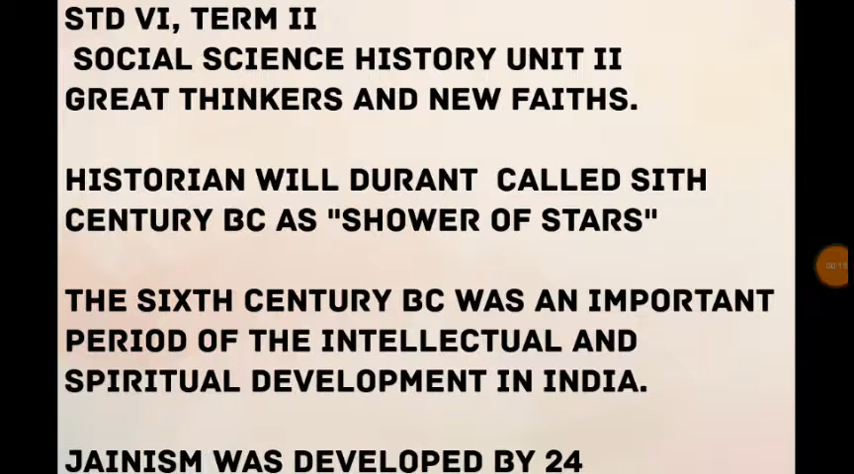 STD VI, TERM II
SOCIAL SCIENCE HISTORY UNIT II
GREAT THINKERS AND NEW FAITHS.
HISTORIAN WILL DURANT CALLED SITH
CENTURY BC AS "SHOWER OF STARS"
THE SIXTH CENTURY BC WAS AN IMPORTANT
PERIOD OF THE INTELLECTUAL AND
SPIRITUAL DEVELOPMENT IN INDIA.
JAINISM WAS DEVELOPED BY 24